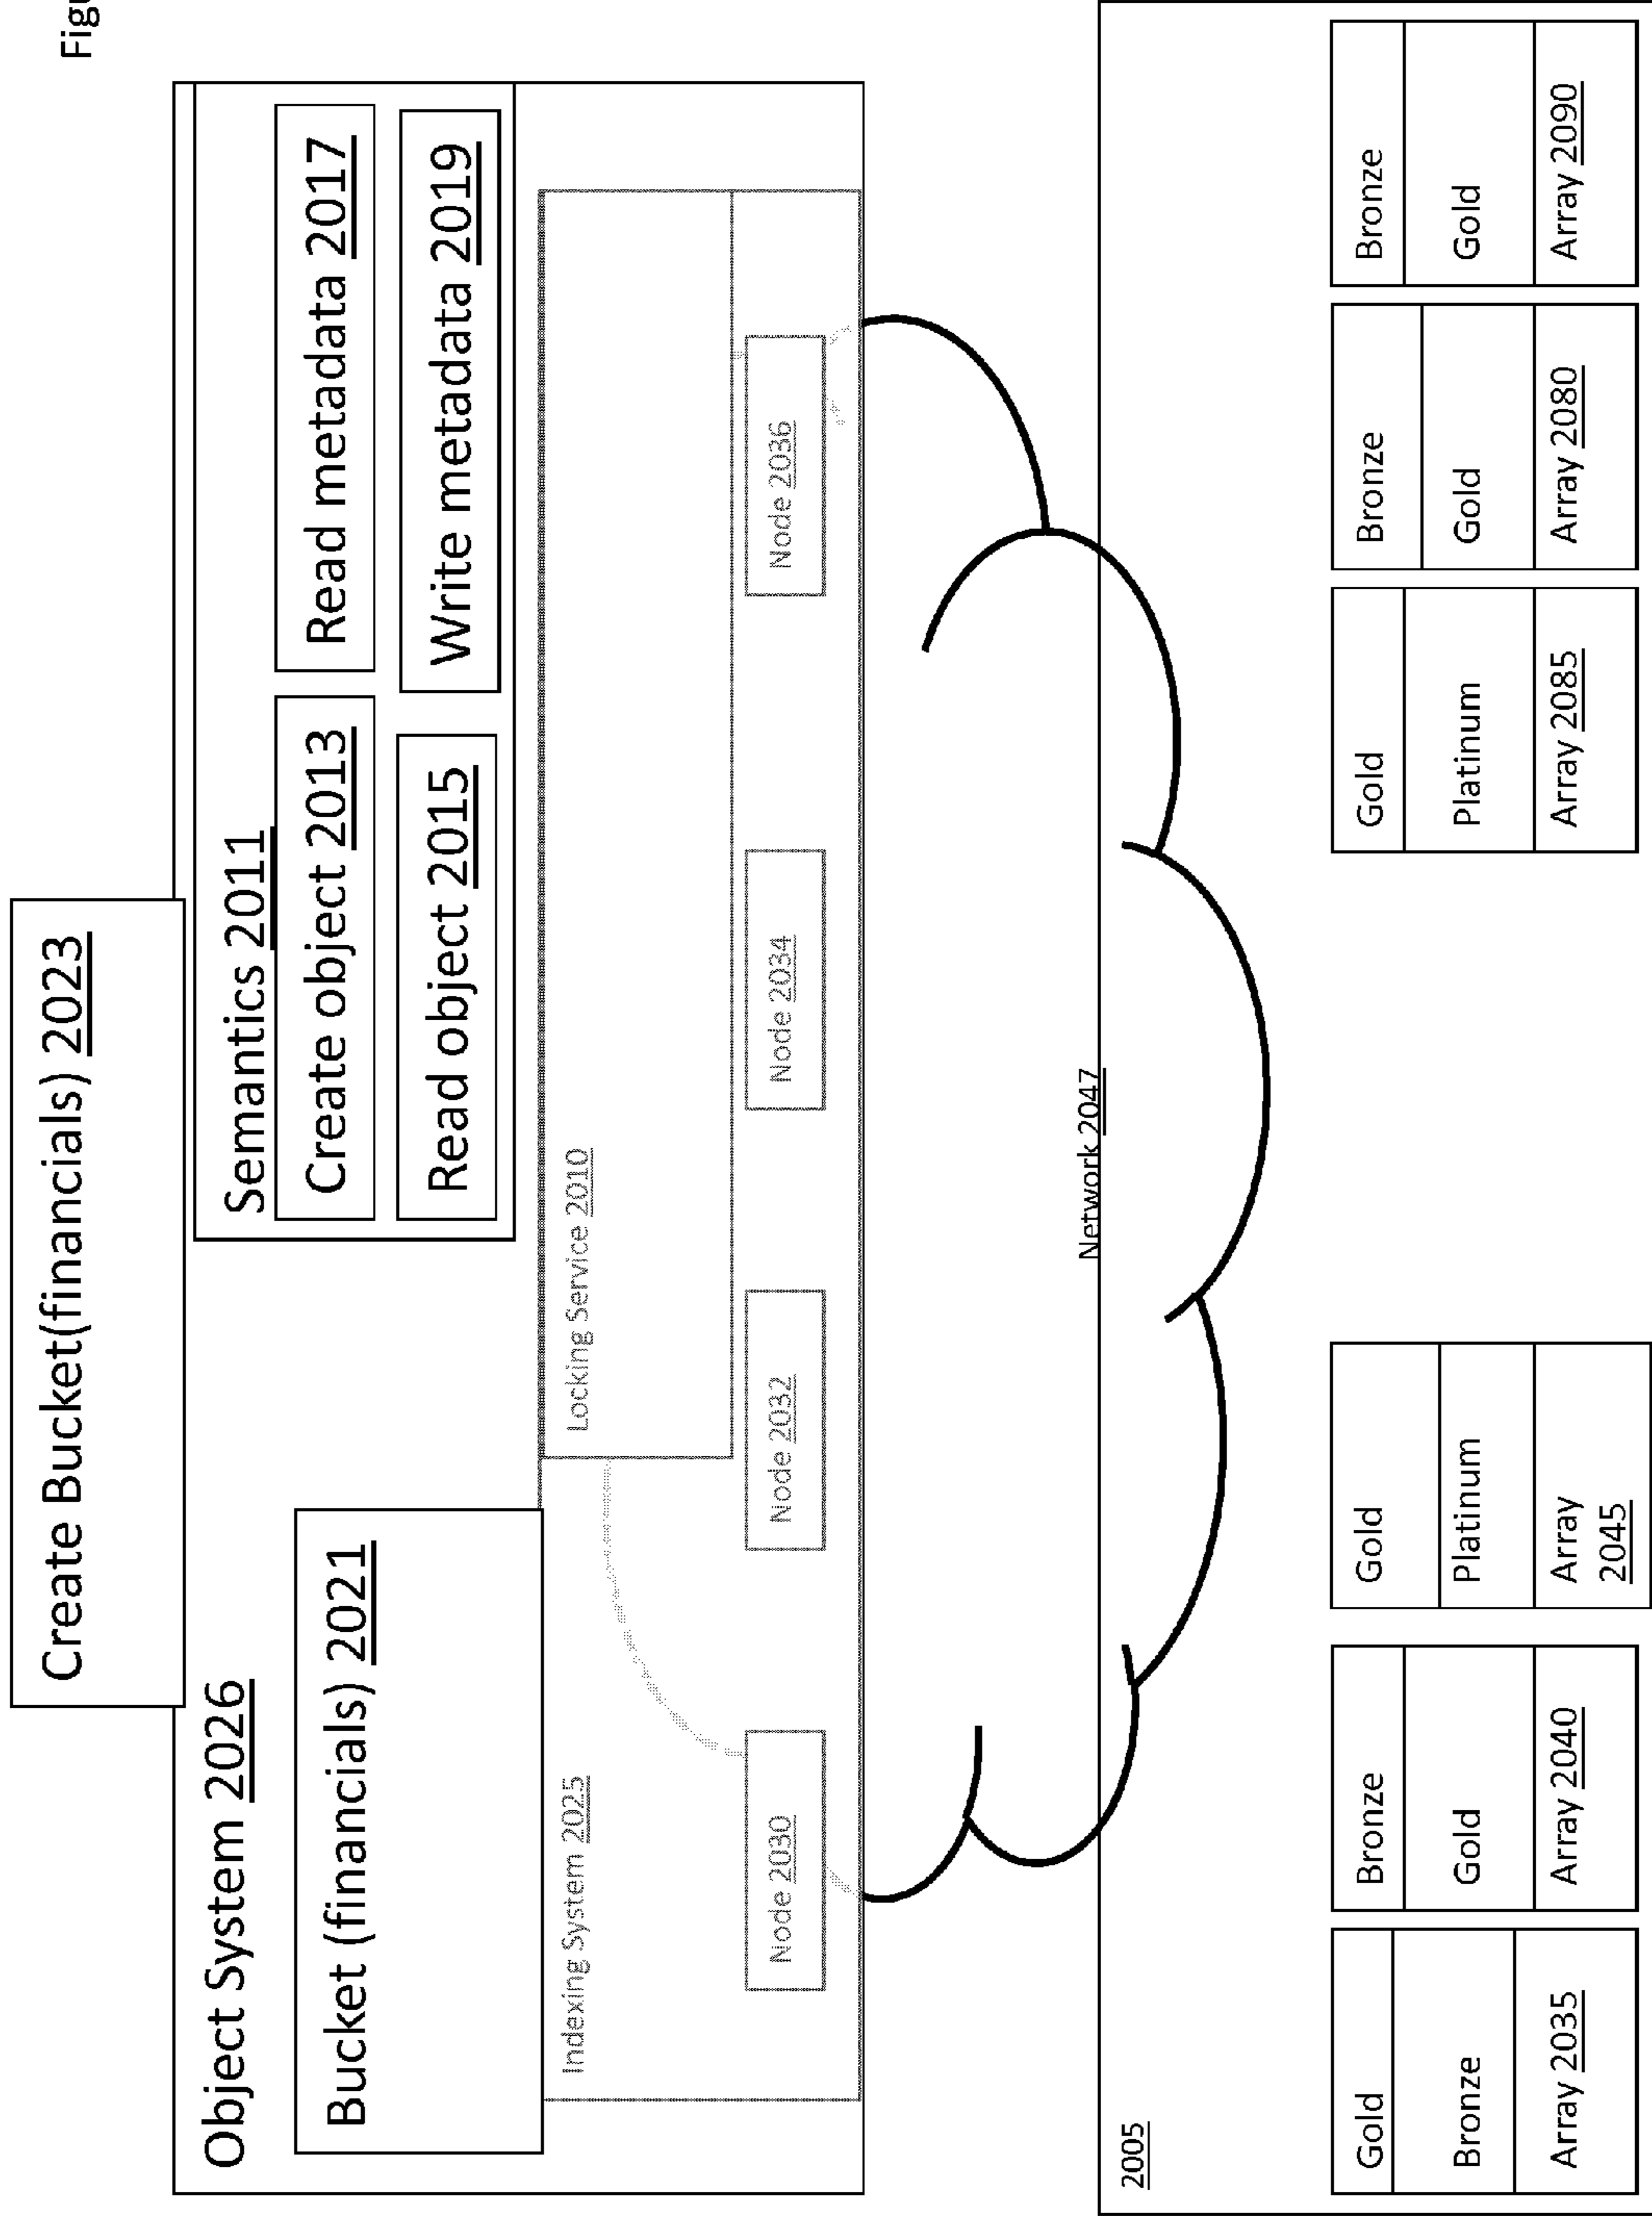 Figu
Create Bucket(financials) 2023
Object System 2026
Semantics 2011
Bucket (financials) 2021
Create object 2013
Read metadata 2017
Read object 2015
Write metadata 2019
Indexing System 2025
Locking Service 2010
Node 2030
Node 2032
Node 2034
Node 2036
Network 2047
2005
Gold
Bronze
Array 2035
Bronze
Gold
Array 2040
Gold
Platinum
Array
2045
Gold
Platinum
Array 2085
Bronze
Gold
Array 2080
Bronze
Gold
Array 2090